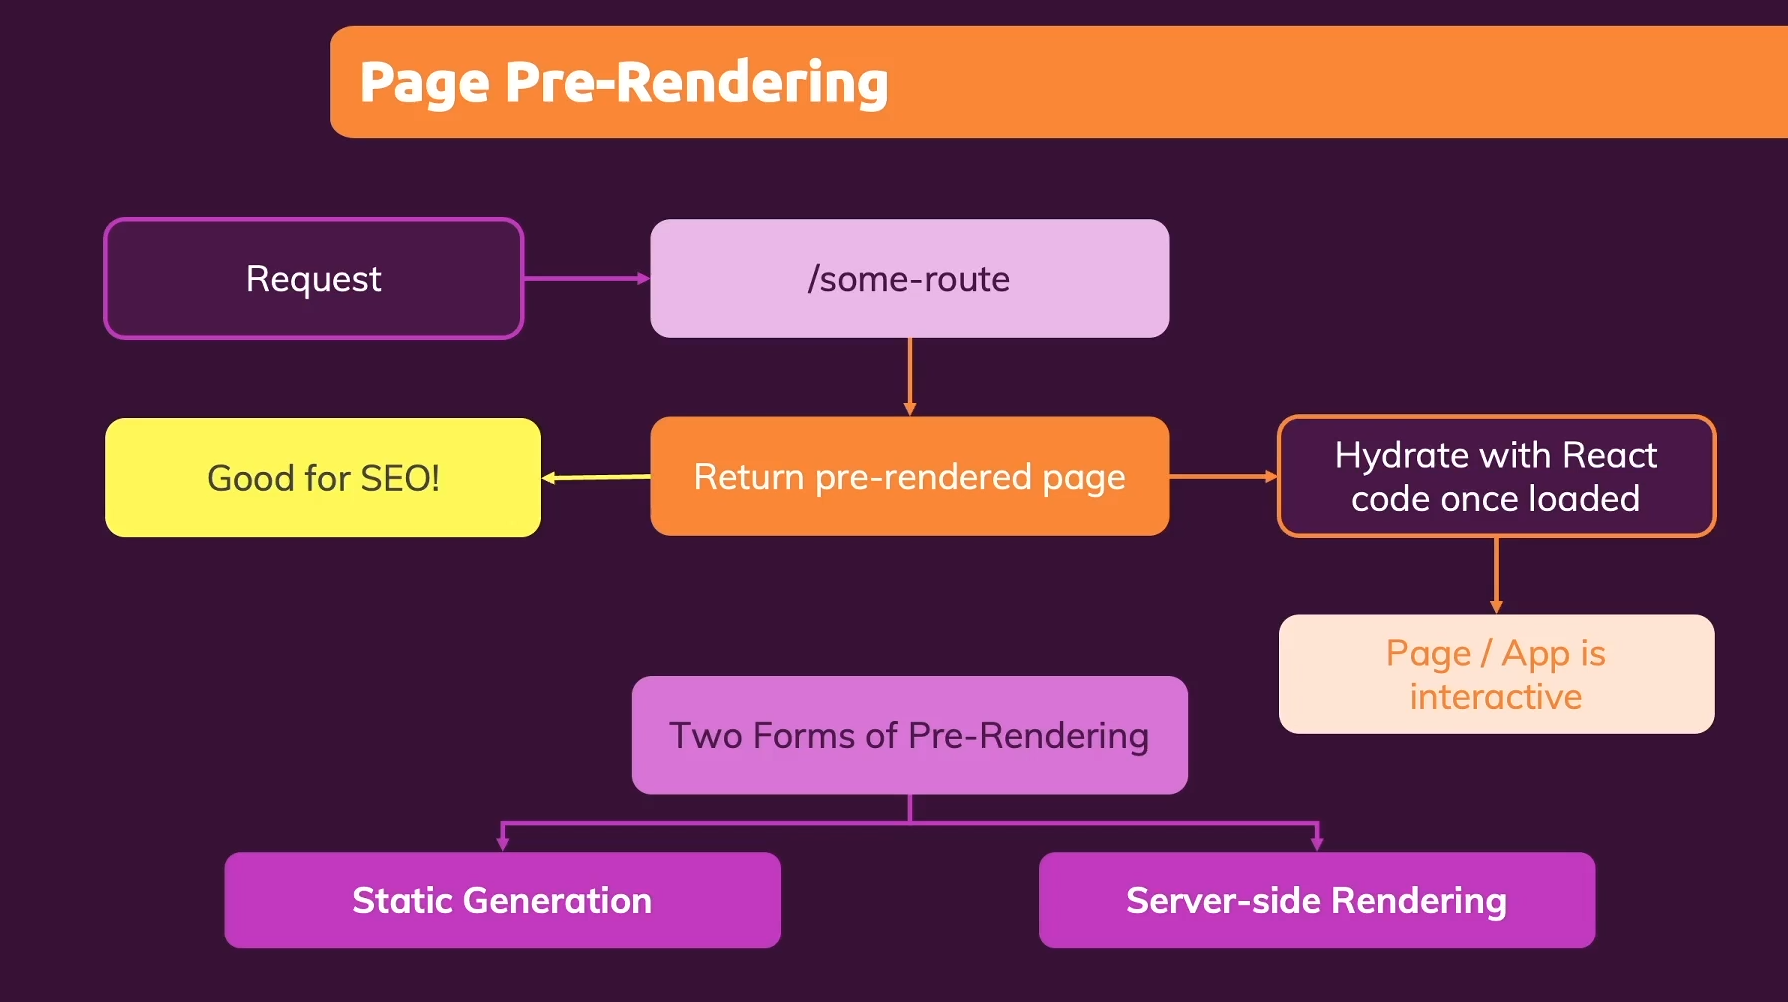 Page Pre-Rendering
Request
/some-route
Good for SEO!
Return pre-rendered page
Hydrate with React
code once loaded
Page / App is
interactive
Two Forms of Pre-Rendering
Static Generation
Server-side Rendering